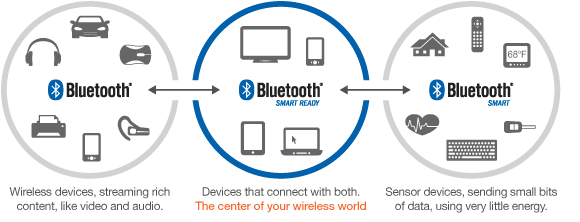 68°F
Bluetooth®
Bluetooth®
SMART READY
Bluetooth®
SMART
Wireless devices, streaming rich
content, like video and audio.
Devices that connect with both.
The center of your wireless world
Sensor devices, sending small bits
of data, using very little energy.